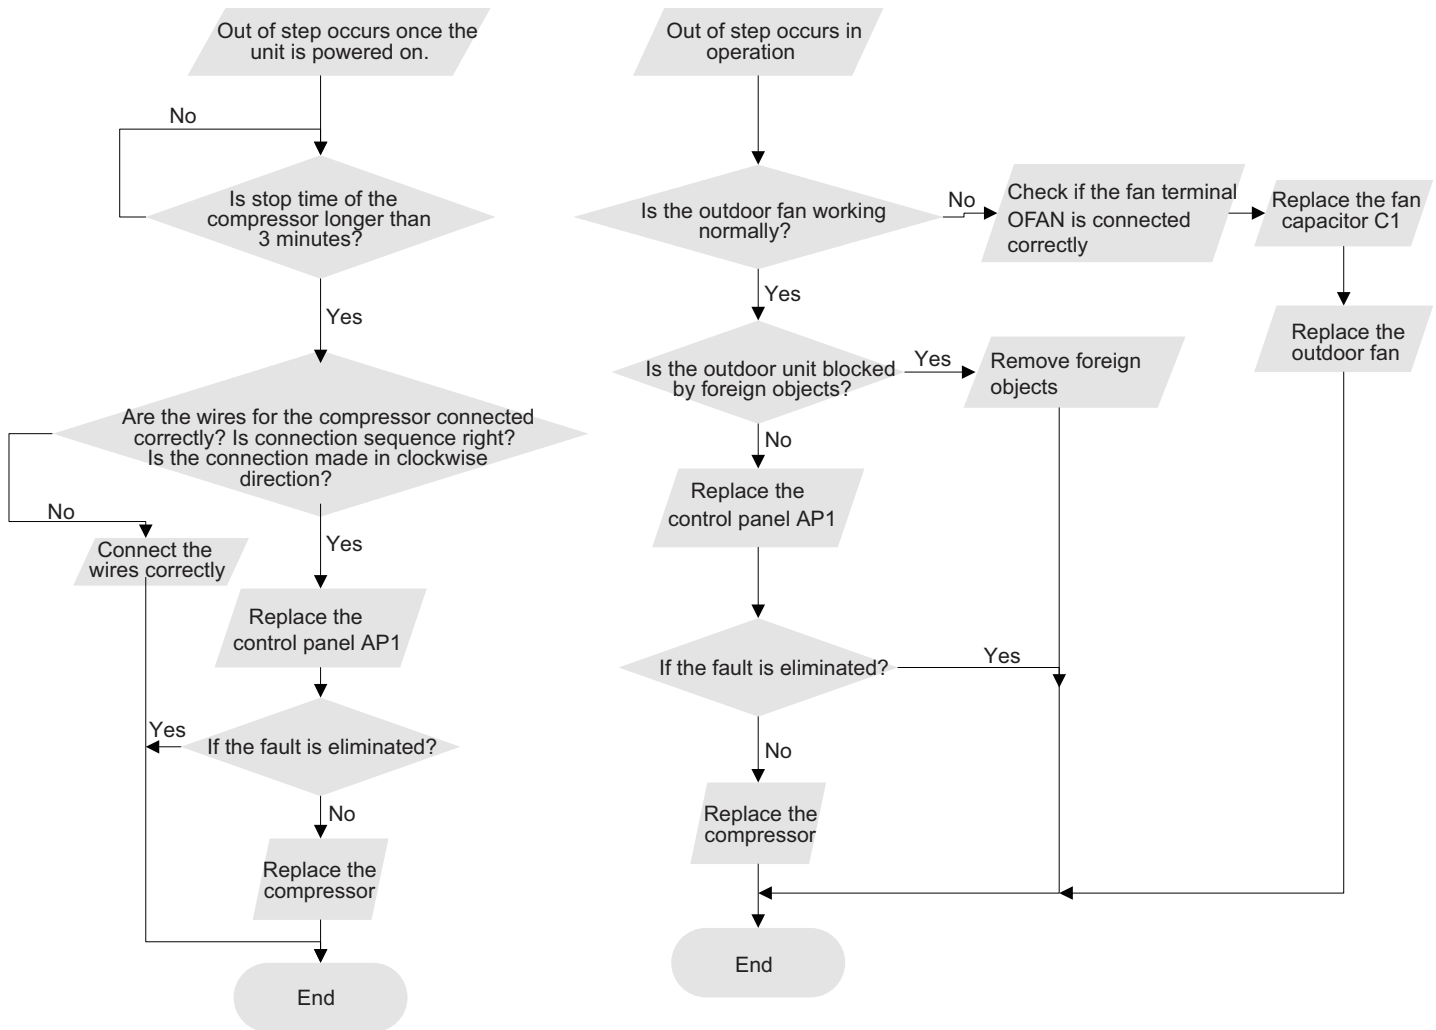 Out of step occurs once the
unit is powered on.
No
Is stop time of the
compressor longer than
3 minutes?
Yes
Are the wires for the compressor connected
correctly? Is connection sequence right?
Is the connection made in clockwise
direction?
No
Connect the
wires correctly
Yes
Replace the
control panel AP1
Yes
If the fault is eliminated?
No
Replace the
compressor
End
Out of step occurs in
operation
Is the outdoor fan working
normally?
No
Check if the fan terminal
OFAN is connected
correctly
Replace the fan
capacitor C1
Replace the
outdoor fan
Yes
Is the outdoor unit blocked
by foreign objects?
Yes
Remove foreign
objects
No
Replace the
control panel AP1
If the fault is eliminated?
Yes
No
Replace the
compressor
End